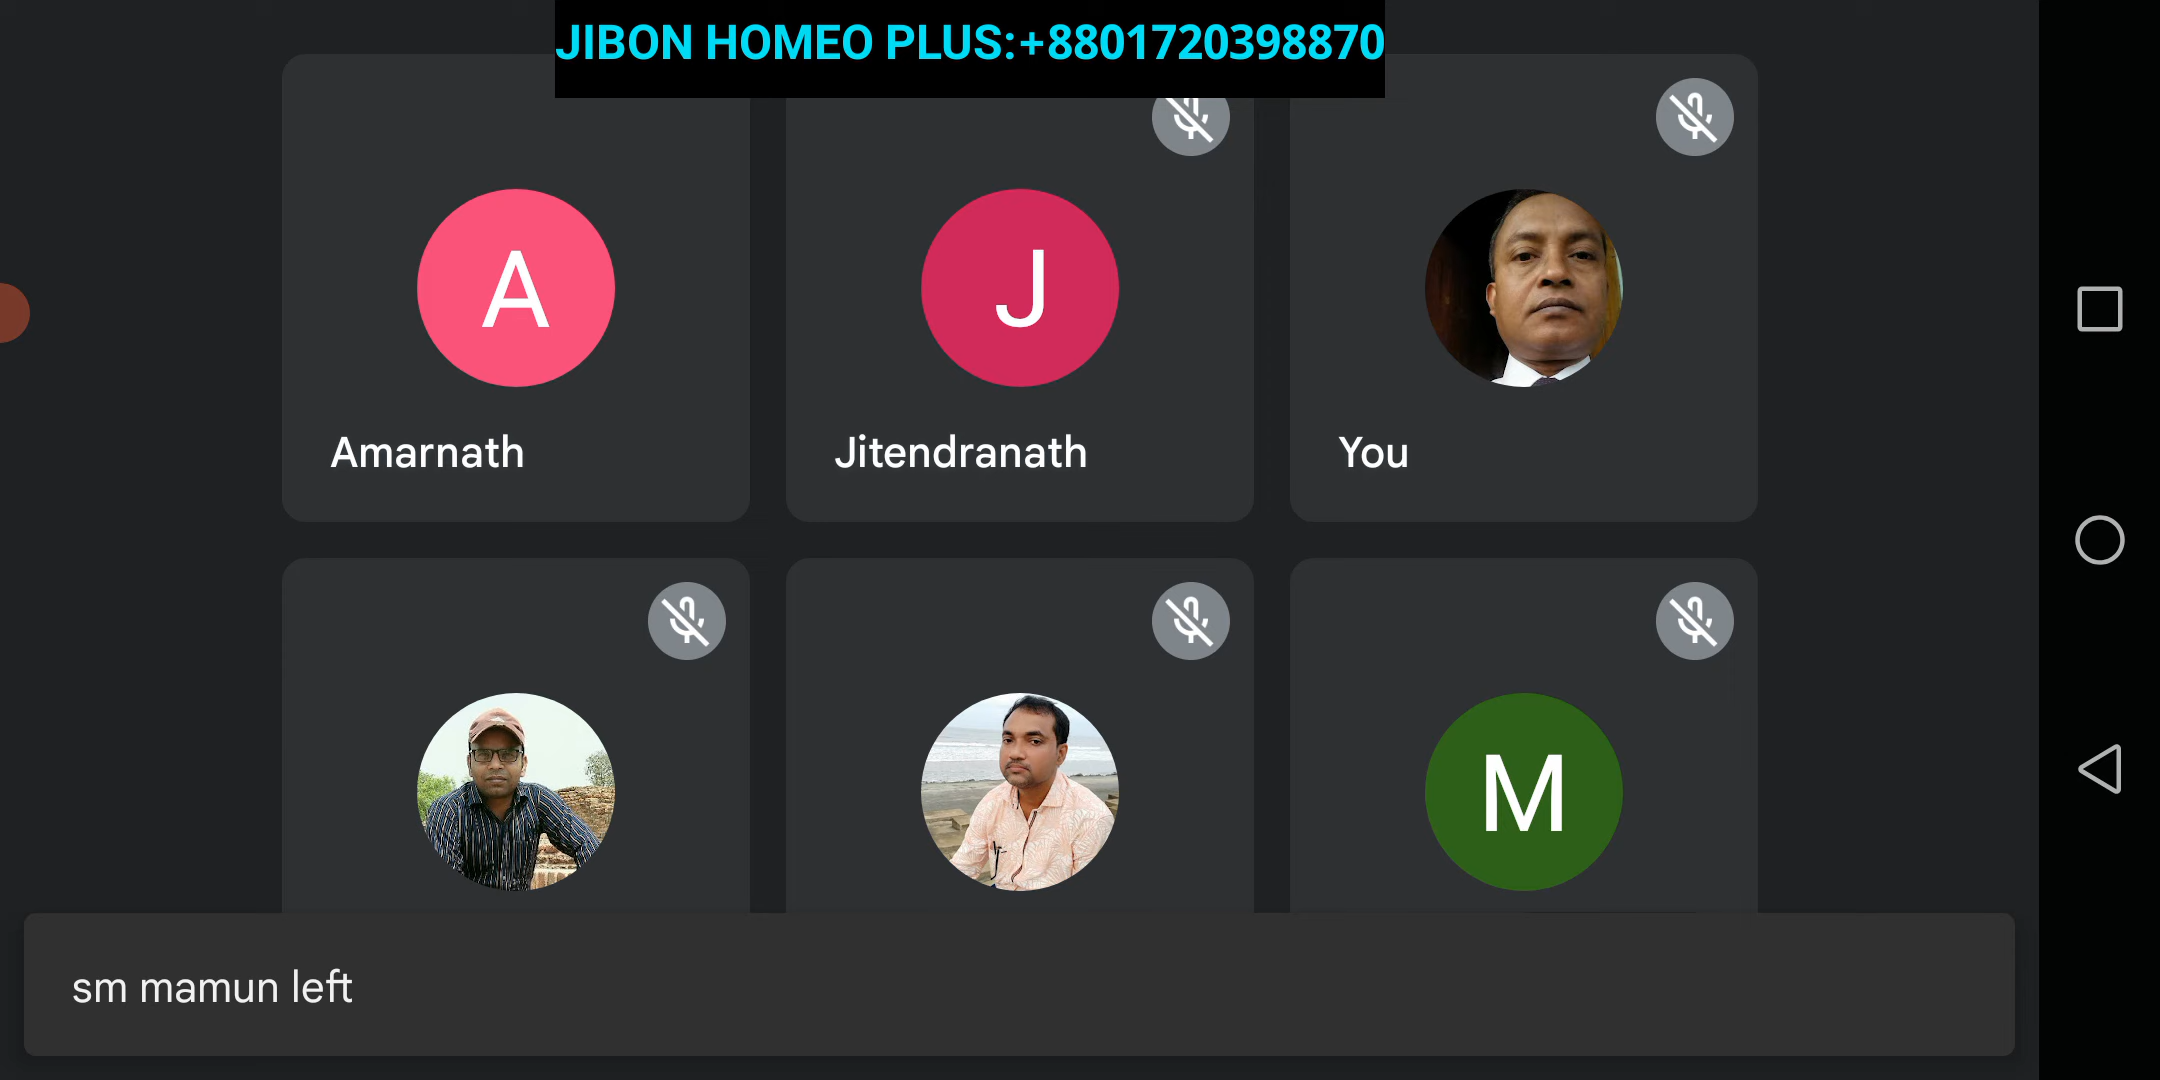 JIBON HOMEO PLUS:+8801720398870
A
J
Amarnath
Jitendranath
You
M
sm mamun left